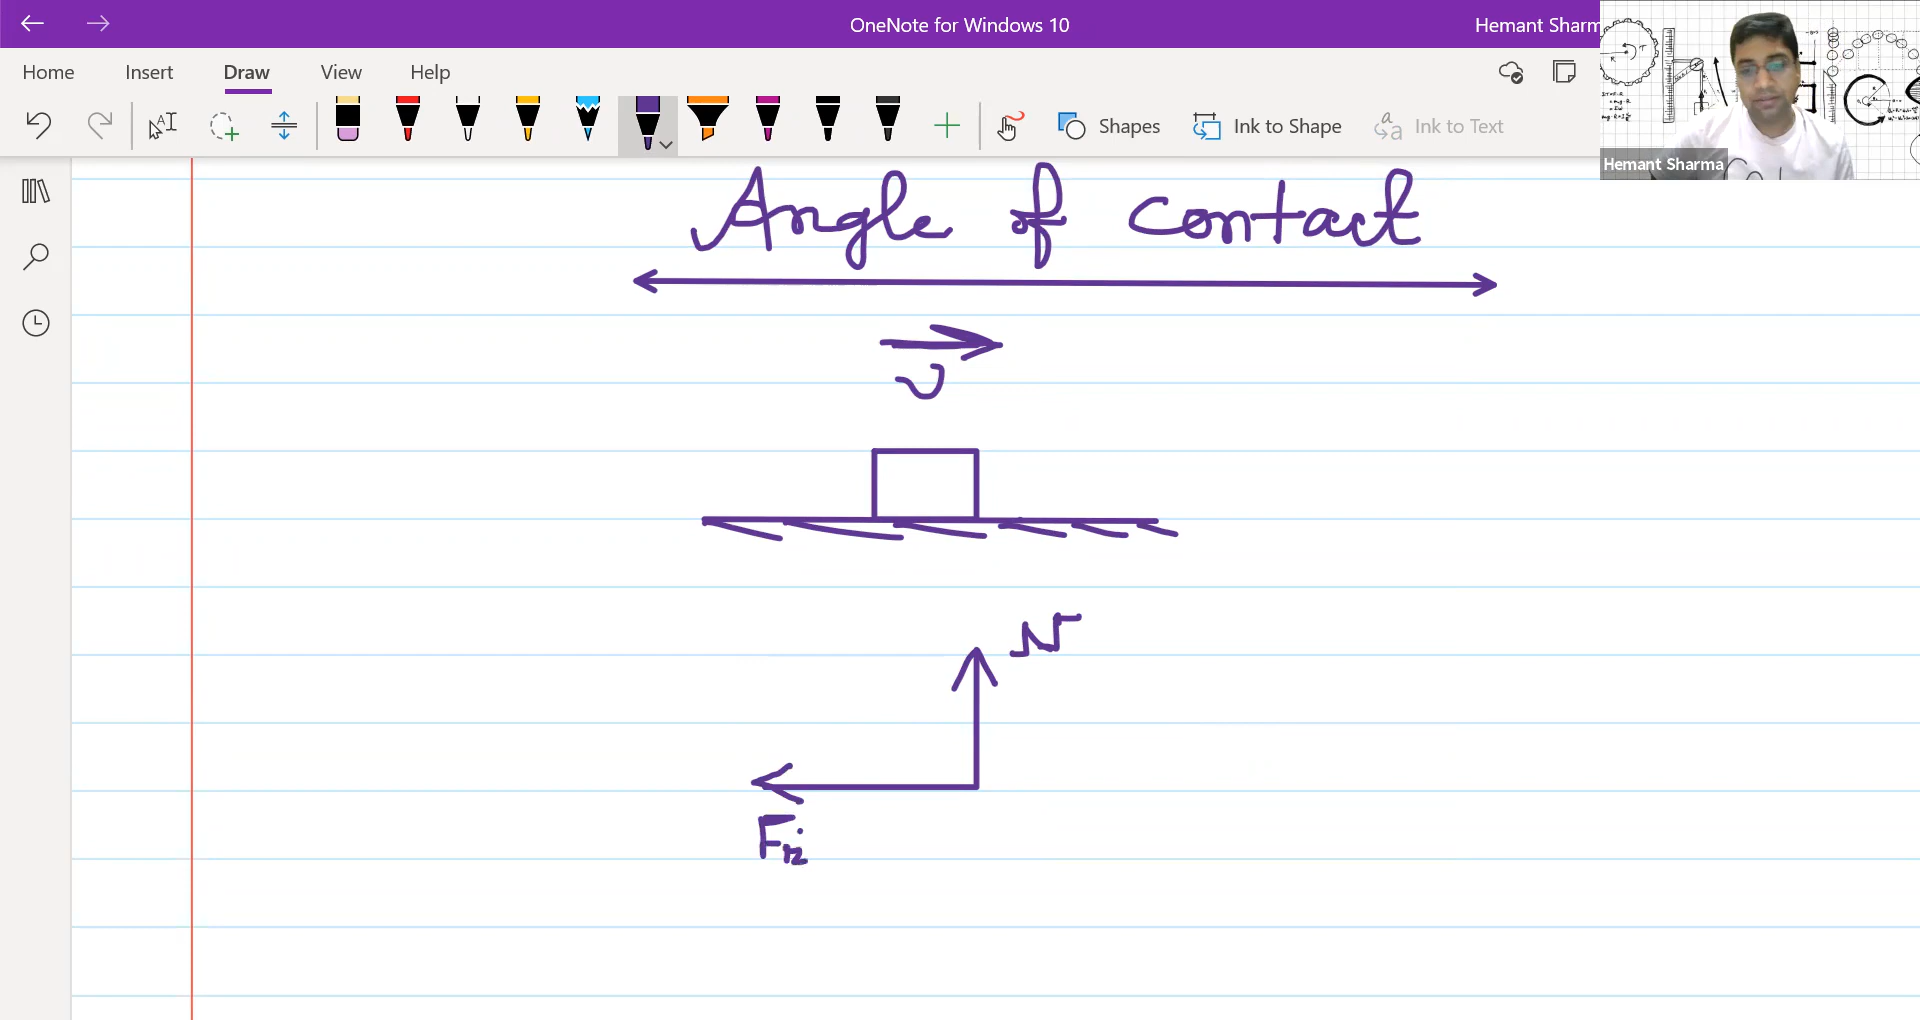 OneNote for Windows 10
Hemant Sharm
Home Insert Draw View Help
Shapes Ink to Shape Ink to Text
Hemant Sharma
Angle of contact
v
N